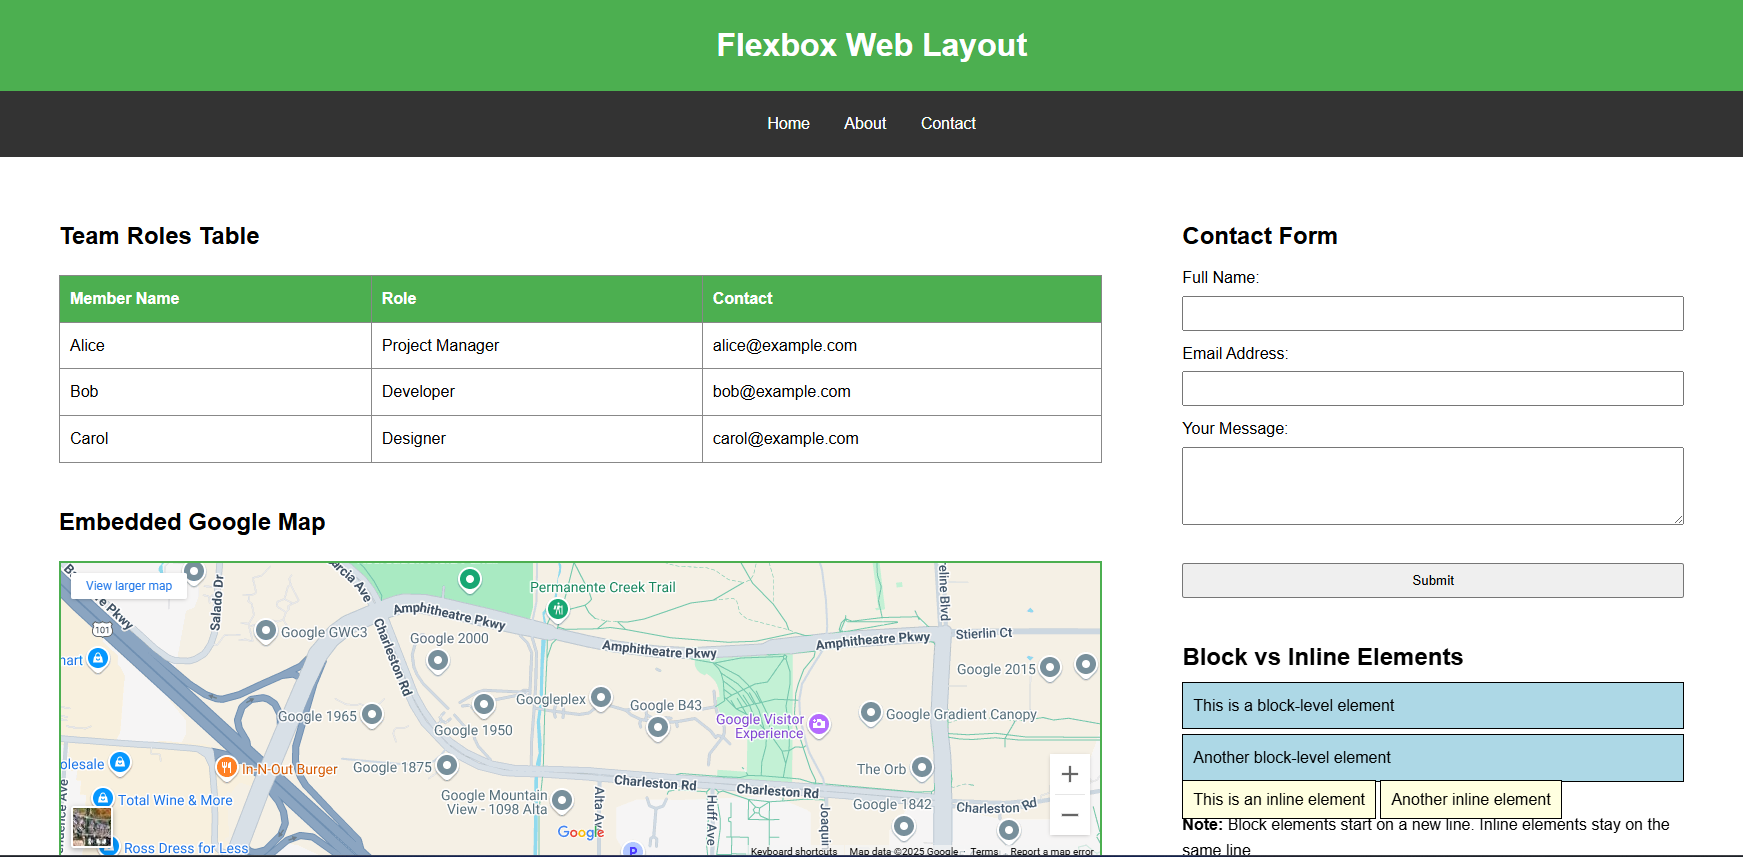 Flexbox Web Layout
Home About Contact
Team Roles Table
Member Name Role Contact
Alice Project Manager alice@example.com
Bob Developer bob@example.com
Carol Designer carol@example.com
Embedded Google Map
View larger map
Salado Dr
101
Permanente Creek Trail
Amphitheatre Pkwy
Google GWC3
Google 2000
Charleston Rd
Amphitheatre Pkwy
Amphitheatre Pkwy
Stierlin Ct
Google 2015
Googleplex
Google B43
Google 1965
Google 1950
Google Visitor
Experience
Google Gradient Canopy
In-N-Out Burger
Google 1875
The Orb
Charleston Rd
Charleston Rd
Charleston Rd
Total Wine & More
Google Mountain
View - 1098 Alta
Alta Ave
Huff Ave
Google 1842
Google
Ross Dress for Less
P
Keyboard shortcuts Map data ©2025 Google Terms Report a map error
Contact Form
Full Name:
Email Address:
Your Message:
Submit
Block vs Inline Elements
This is a block-level element
Another block-level element
This is an inline element Another inline element
Note: Block elements start on a new line. Inline elements stay on the
same line